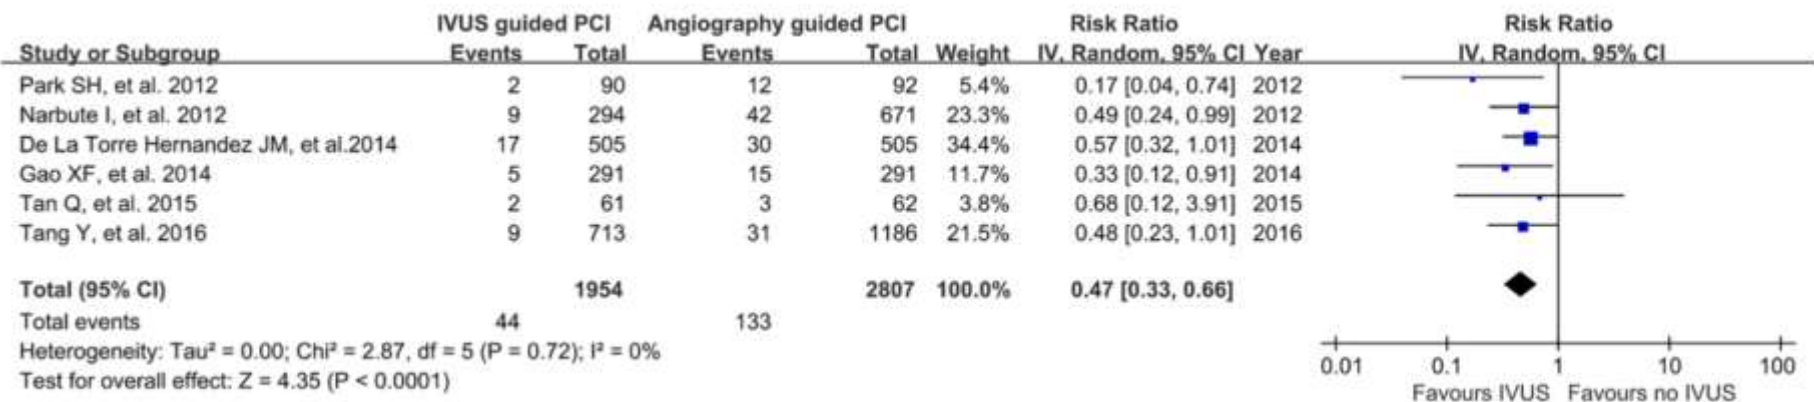 IVUS guided PCI Angiography guided PCI Risk Ratio Risk Ratio
Study or Subgroup Events Total Events Total Weight IV, Random, 95% CI Year IV, Random, 95% CI
Park SH, et al. 2012 2 90 12 92 5.4% 0.17 [0.04, 0.74] 2012
Narbute I, et al. 2012 9 294 42 671 23.3% 0.49 [0.24, 0.99] 2012
De La Torre Hernandez JM, et al.2014 17 505 30 505 34.4% 0.57 [0.32, 1.01] 2014
Gao XF, et al. 2014 5 291 15 291 11.7% 0.33 [0.12, 0.91] 2014
Tan Q, et al. 2015 2 61 3 62 3.8% 0.68 [0.12, 3.91] 2015
Tang Y, et al. 2016 9 713 31 1186 21.5% 0.48 [0.23, 1.01] 2016
Total (95% CI) 1954 2807 100.0% 0.47 [0.33, 0.66]
Total events 44 133
Heterogeneity: Tau² = 0.00; Chi² = 2.87, df = 5 (P = 0.72); I² = 0%
Test for overall effect: Z = 4.35 (P < 0.0001)
0.01 0.1 1 10 100
Favours IVUS Favours no IVUS